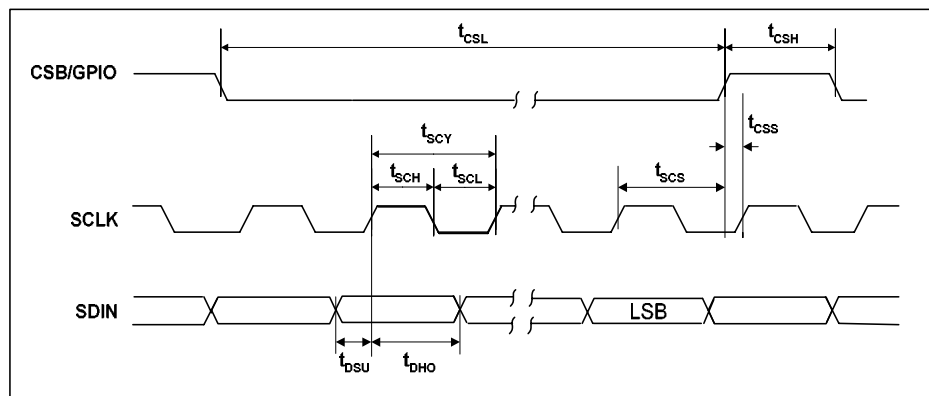 tCSL
tCSH
CSB/GPIO
tCSS
tSCY
tSCH
tSCL
tSCS
SCLK
SDIN
LSB
tDSU
tDHO